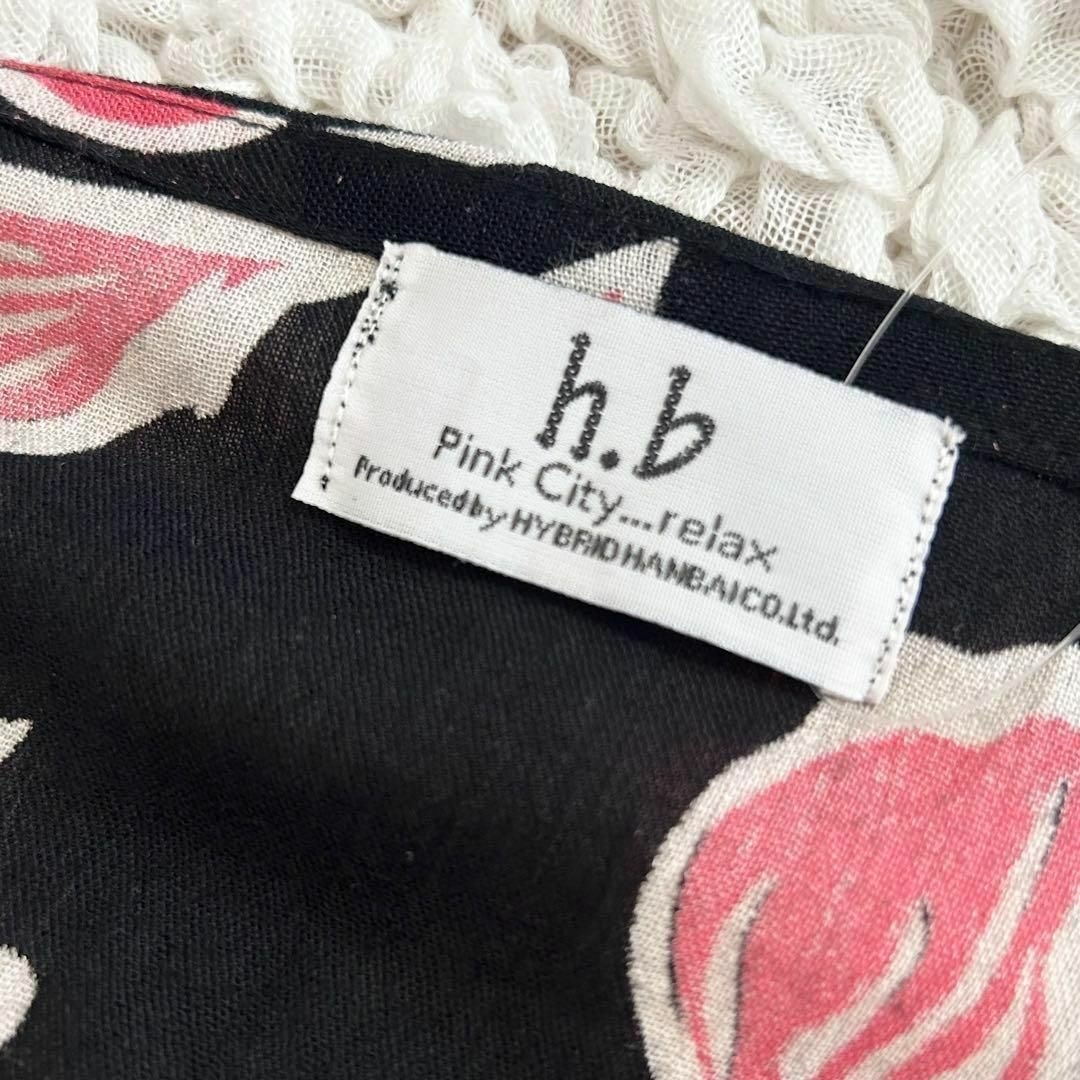 h.b
Pink City...relax
Produced by HYBRID HANBAI CO.Ltd.